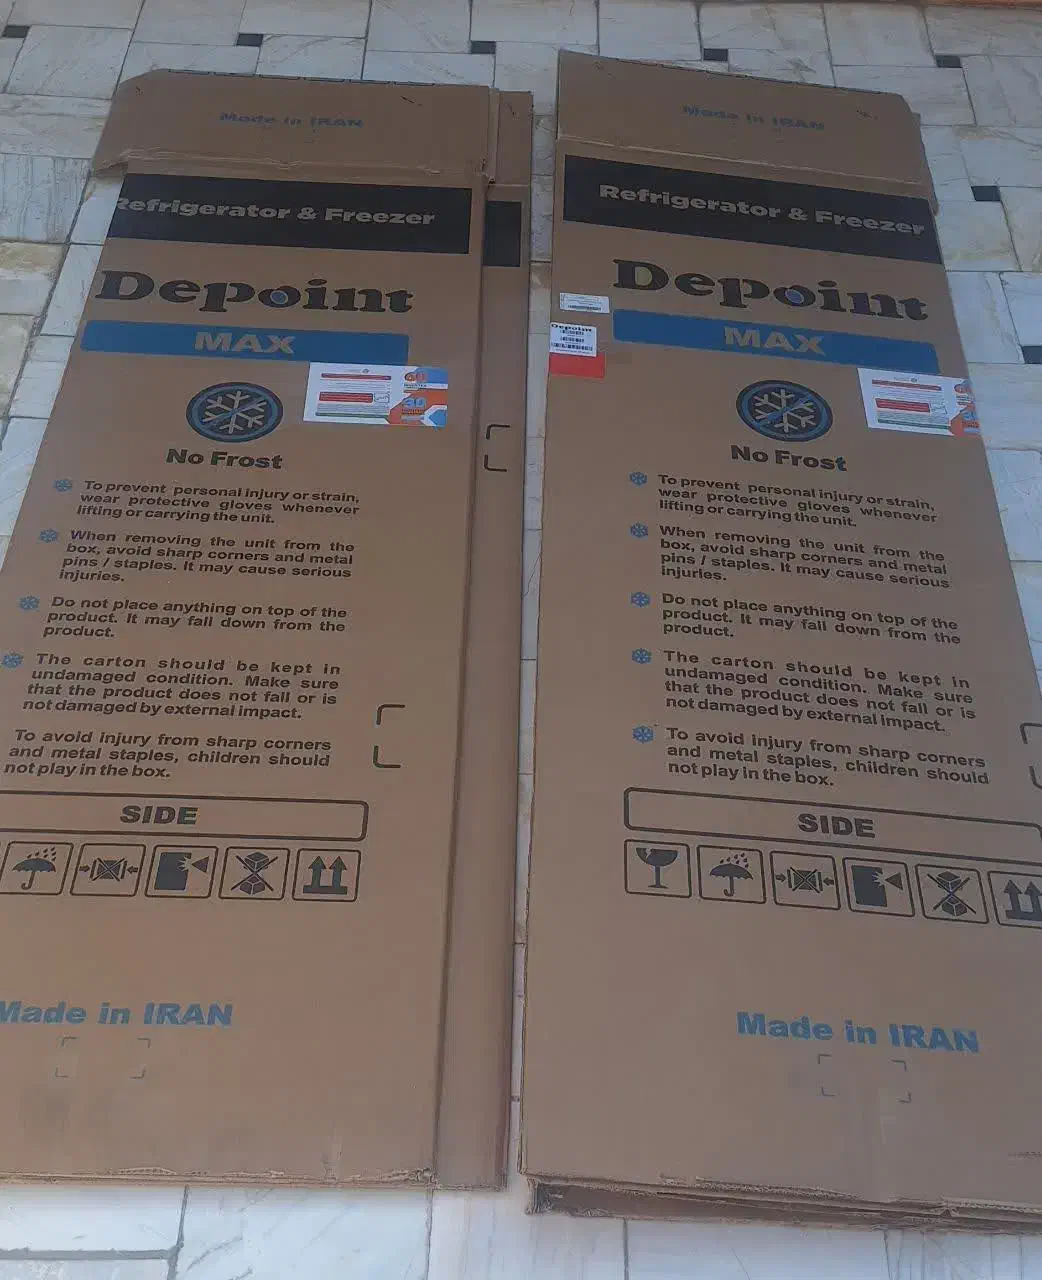 Made in IRAN
Refrigerator & Freezer
Depoint
MAX
No Frost
To prevent personal injury or strain,
wear protective gloves whenever
lifting or carrying the unit.
When removing the unit from the
box, avoid sharp corners and metal
pins / staples. It may cause serious
injuries.
Do not place anything on top of the
product. It may fall down from the
product.
The carton should be kept in
undamaged condition. Make sure
that the product does not fall or is
not damaged by external impact.
To avoid injury from sharp corners
and metal staples, children should
not play in the box.
SIDE
Made in IRAN
Made in IRAN
Refrigerator & Freezer
Depoint
Depoint
MAX
No Frost
To prevent personal injury or strain,
wear protective gloves whenever
lifting or carrying the unit.
When removing the unit from the
box, avoid sharp corners and metal
pins / staples. It may cause serious
injuries.
Do not place anything on top of the
product. It may fall down from the
product.
The carton should be kept in
undamaged condition. Make sure
that the product does not fall or is
not damaged by external impact.
To avoid injury from sharp corners
and metal staples, children should
not play in the box.
SIDE
Made in IRAN